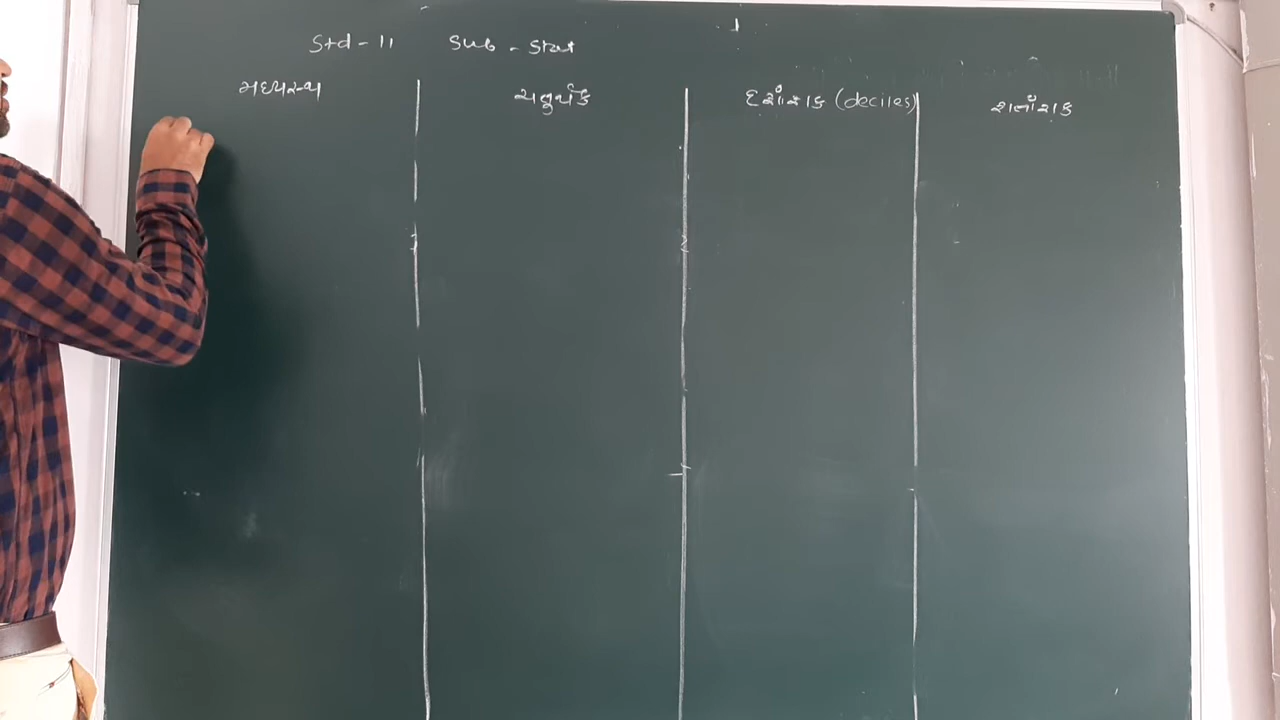 Std - 11 Sub - Stat
મધ્યસ્થ
ચતુર્થક
દશાંશક (deciles)
શતાંશક